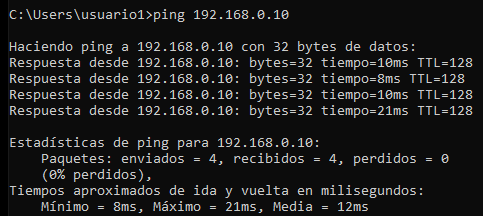 C:\Users\usuario1>ping 192.168.0.10
Haciendo ping a 192.168.0.10 con 32 bytes de datos:
Respuesta desde 192.168.0.10: bytes=32 tiempo=10ms TTL=128
Respuesta desde 192.168.0.10: bytes=32 tiempo=8ms TTL=128
Respuesta desde 192.168.0.10: bytes=32 tiempo=10ms TTL=128
Respuesta desde 192.168.0.10: bytes=32 tiempo=21ms TTL=128
Estadísticas de ping para 192.168.0.10:
Paquetes: enviados = 4, recibidos = 4, perdidos = 0
(0% perdidos),
Tiempos aproximados de ida y vuelta en milisegundos:
Mínimo = 8ms, Máximo = 21ms, Media = 12ms